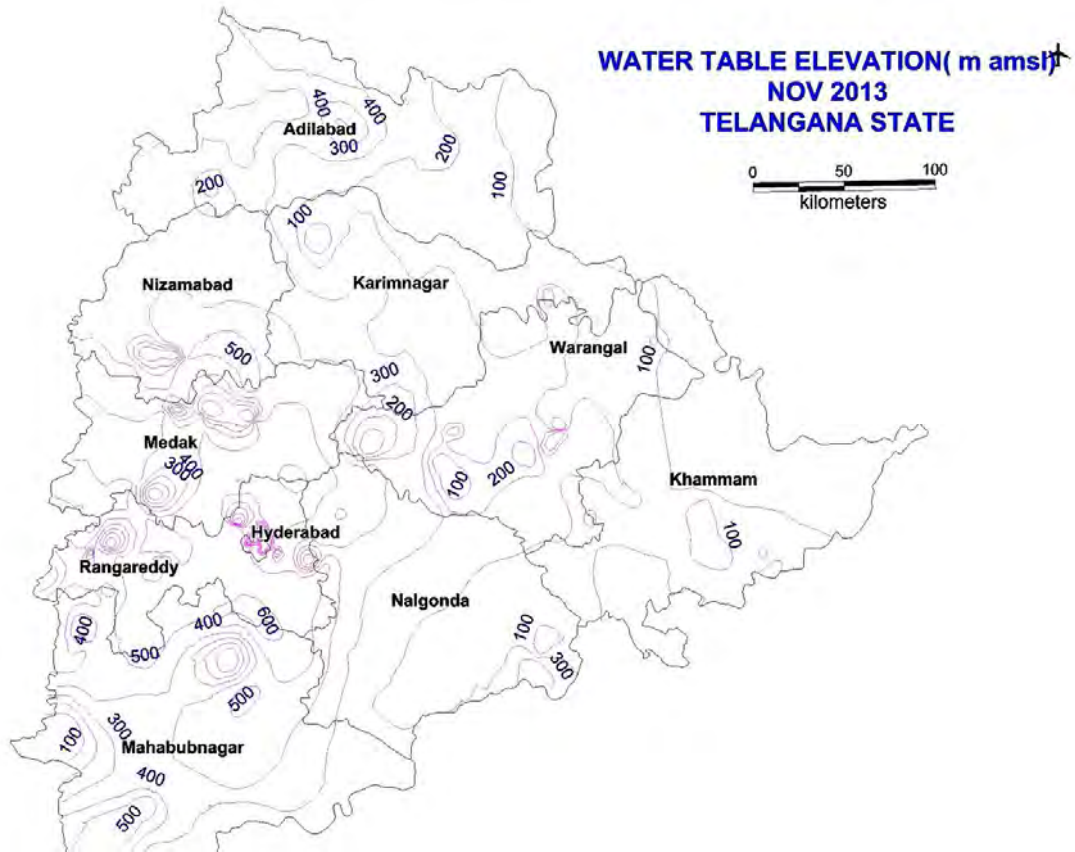 WATER TABLE ELEVATION( m amsl)
NOV 2013
TELANGANA STATE
0 50 100
kilometers
400
400
Adilabad
300
200
200
100
100
Nizamabad
Karimnagar
500
Warangal
100
300
200
Medak
400
300
100
200
Khammam
100
Hyderabad
Rangareddy
Nalgonda
400
400
600
500
100
300
500
300
100
Mahabubnagar
400
500